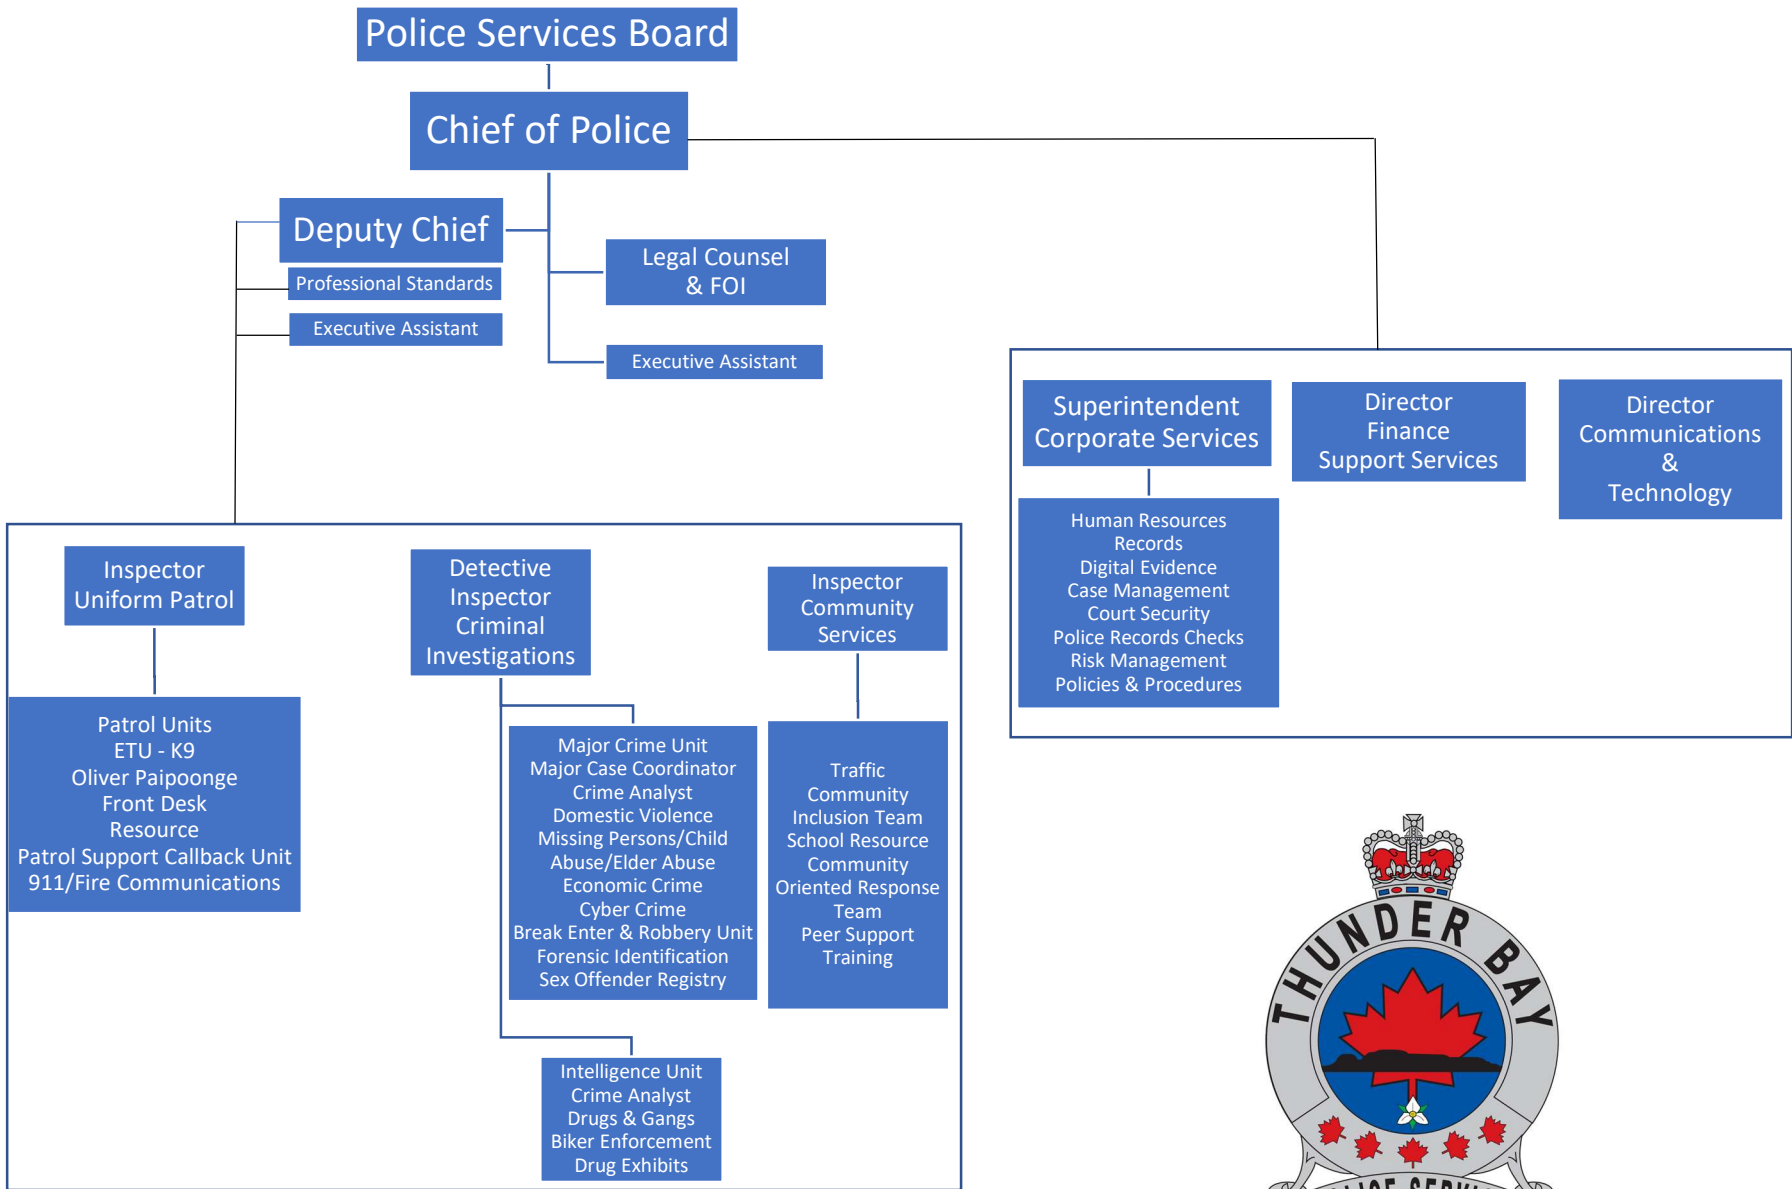 Police Services Board
Chief of Police
Deputy Chief
Professional Standards
Executive Assistant
Legal Counsel
& FOI
Executive Assistant
Superintendent
Corporate Services
Human Resources
Records
Digital Evidence
Case Management
Court Security
Police Records Checks
Risk Management
Policies & Procedures
Director
Finance
Support Services
Director
Communications
&
Technology
Inspector
Uniform Patrol
Patrol Units
ETU - K9
Oliver Paipoonge
Front Desk
Resource
Patrol Support Callback Unit
911/Fire Communications
Detective
Inspector
Criminal
Investigations
Major Crime Unit
Major Case Coordinator
Crime Analyst
Domestic Violence
Missing Persons/Child
Abuse/Elder Abuse
Economic Crime
Cyber Crime
Break Enter & Robbery Unit
Forensic Identification
Sex Offender Registry
Intelligence Unit
Crime Analyst
Drugs & Gangs
Biker Enforcement
Drug Exhibits
Inspector
Community
Services
Traffic
Community
Inclusion Team
School Resource
Community
Oriented Response
Team
Peer Support
Training
THUNDER BAY